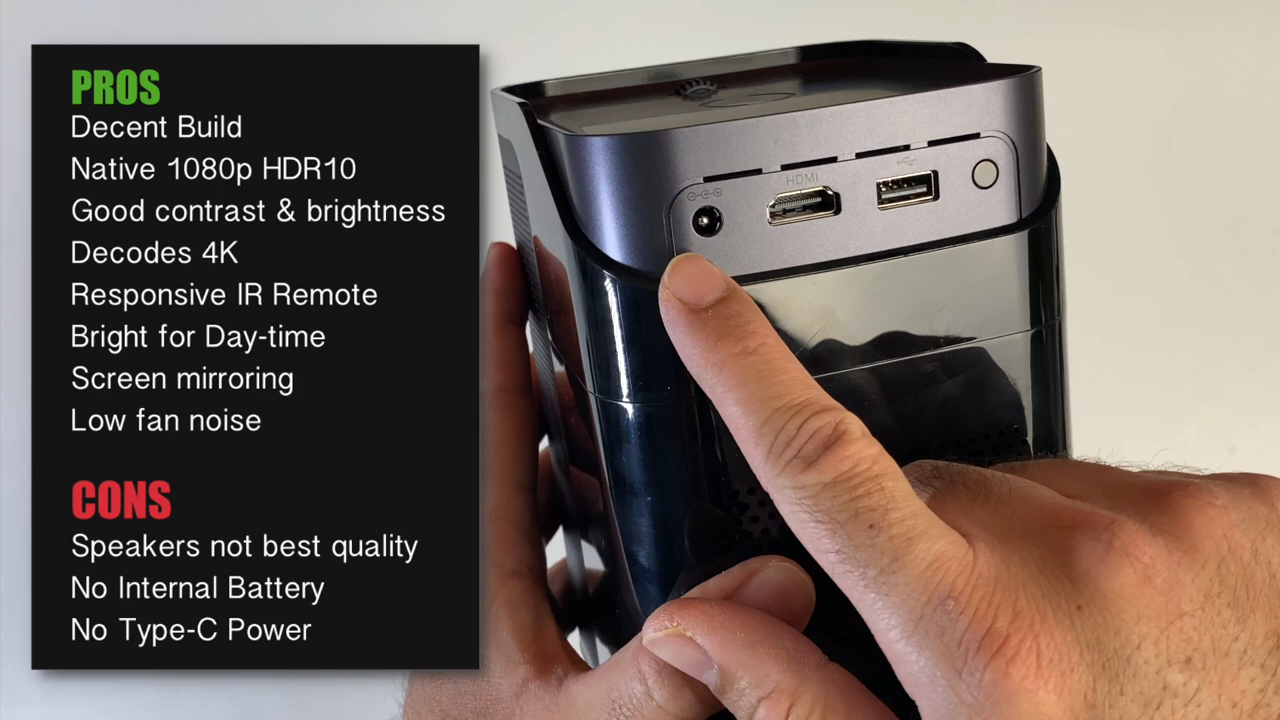 PROS
Decent Build
Native 1080p HDR10
Good contrast & brightness
Decodes 4K
Responsive IR Remote
Bright for Day-time
Screen mirroring
Low fan noise
CONS
Speakers not best quality
No Internal Battery
No Type-C Power
HDMI